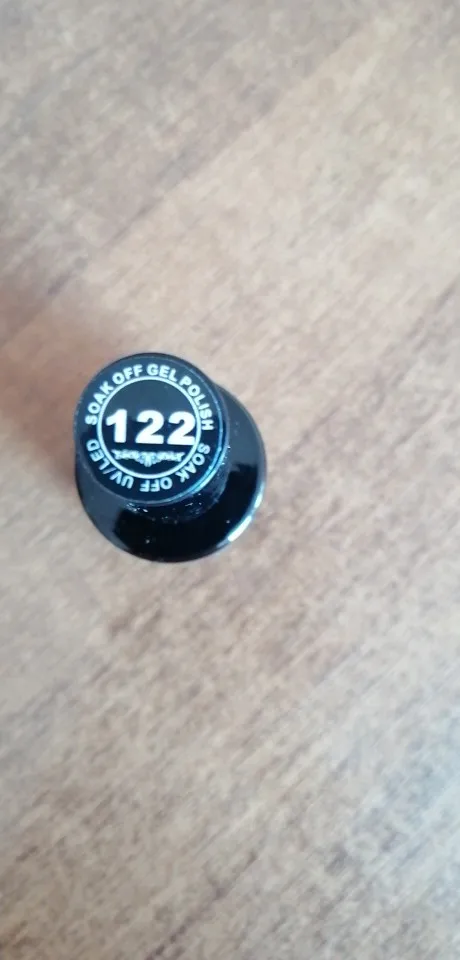 SOAK OFF GEL POLISH
122
SOAK OFF UV/LED